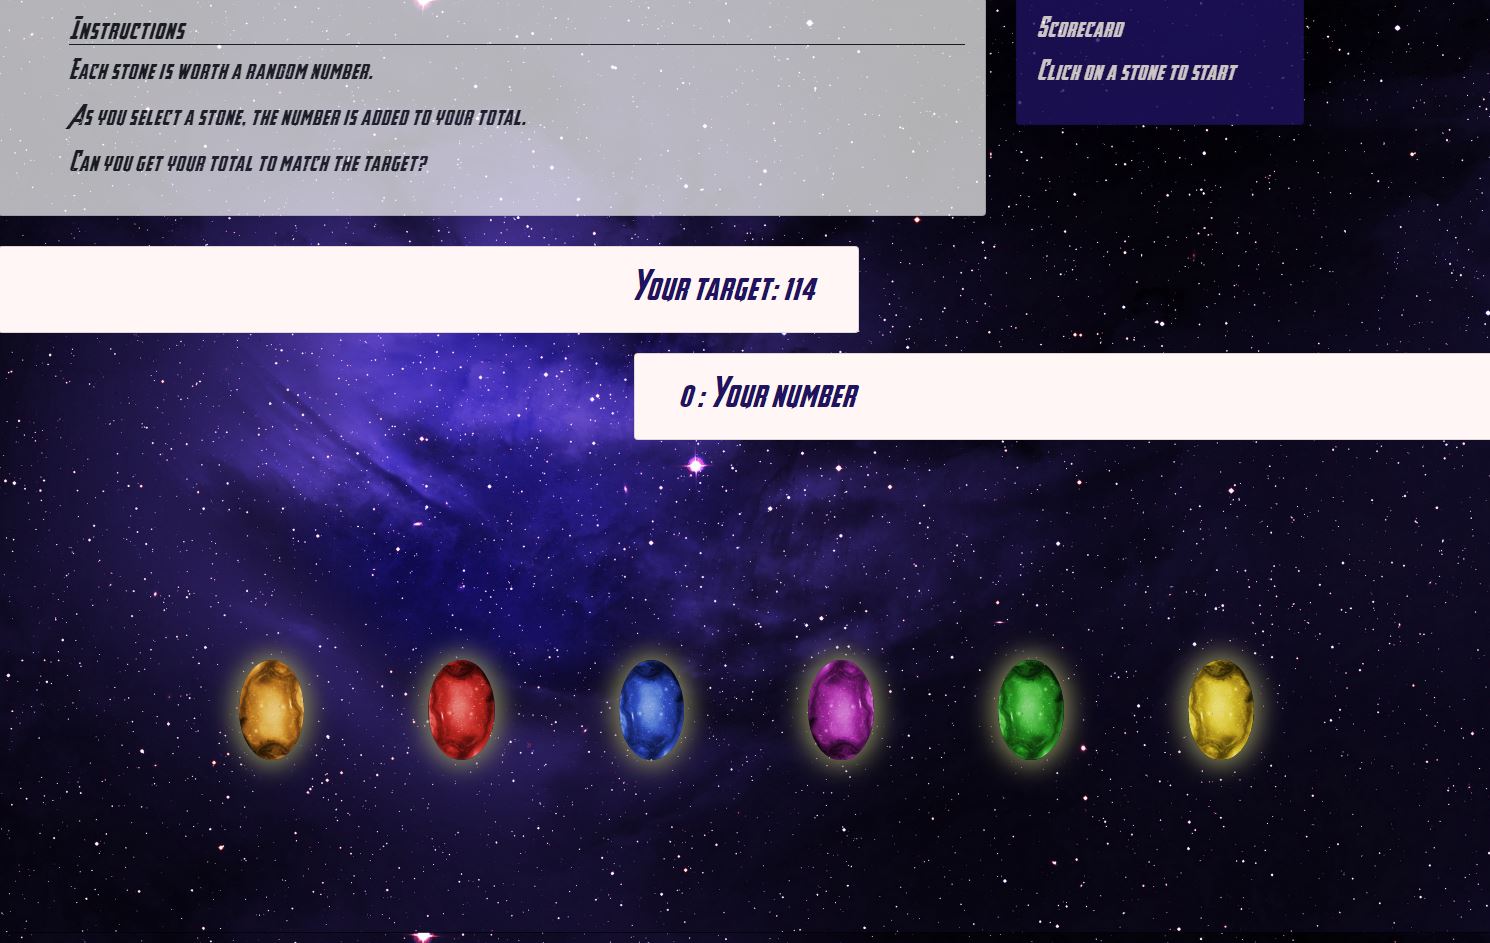 Instructions
Each stone is worth a random number.
As you select a stone, the number is added to your total.
Can you get your total to match the target?
Scorecard
Click on a stone to start
Your target: 114
0 : Your number